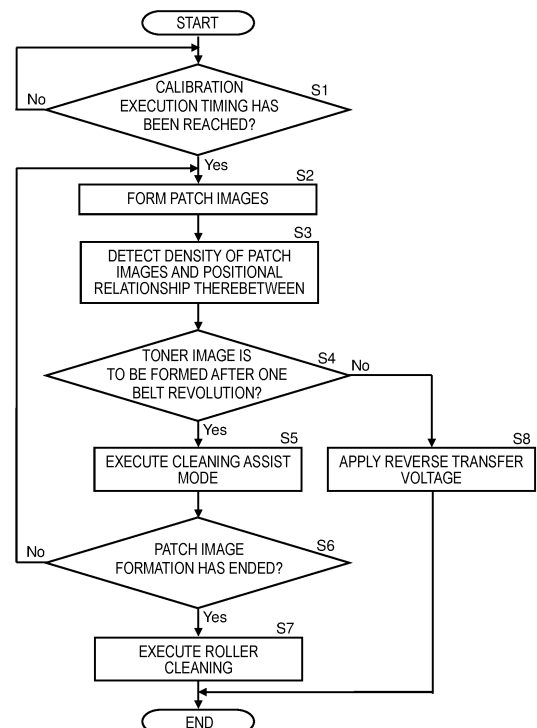 START
CALIBRATION
EXECUTION TIMING HAS
BEEN REACHED?
S1
No
Yes
S2
FORM PATCH IMAGES
S3
DETECT DENSITY OF PATCH
IMAGES AND POSITIONAL
RELATIONSHIP THEREBETWEEN
TONER IMAGE IS
TO BE FORMED AFTER ONE
BELT REVOLUTION?
S4
No
Yes
S5
EXECUTE CLEANING ASSIST
MODE
S8
APPLY REVERSE TRANSFER
VOLTAGE
PATCH IMAGE
FORMATION HAS ENDED?
S6
No
Yes
S7
EXECUTE ROLLER
CLEANING
END